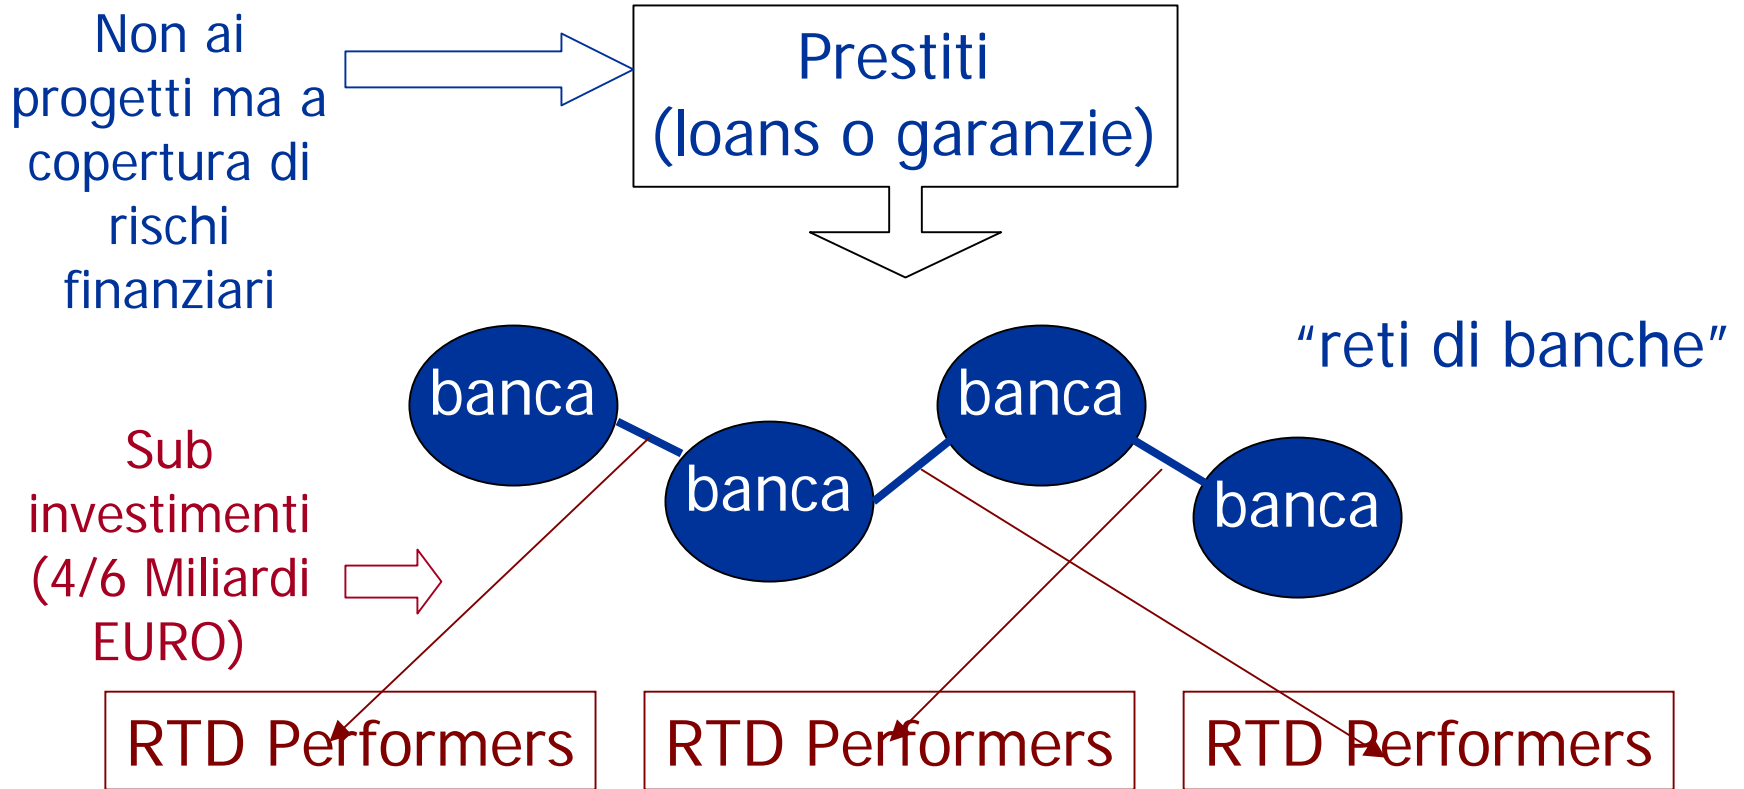 Non ai
progetti ma a
copertura di
rischi
finanziari
Prestiti
(loans o garanzie)
“reti di banche”
banca
banca
banca
banca
Sub
investimenti
(4/6 Miliardi
EURO)
RTD Performers
RTD Performers
RTD Performers